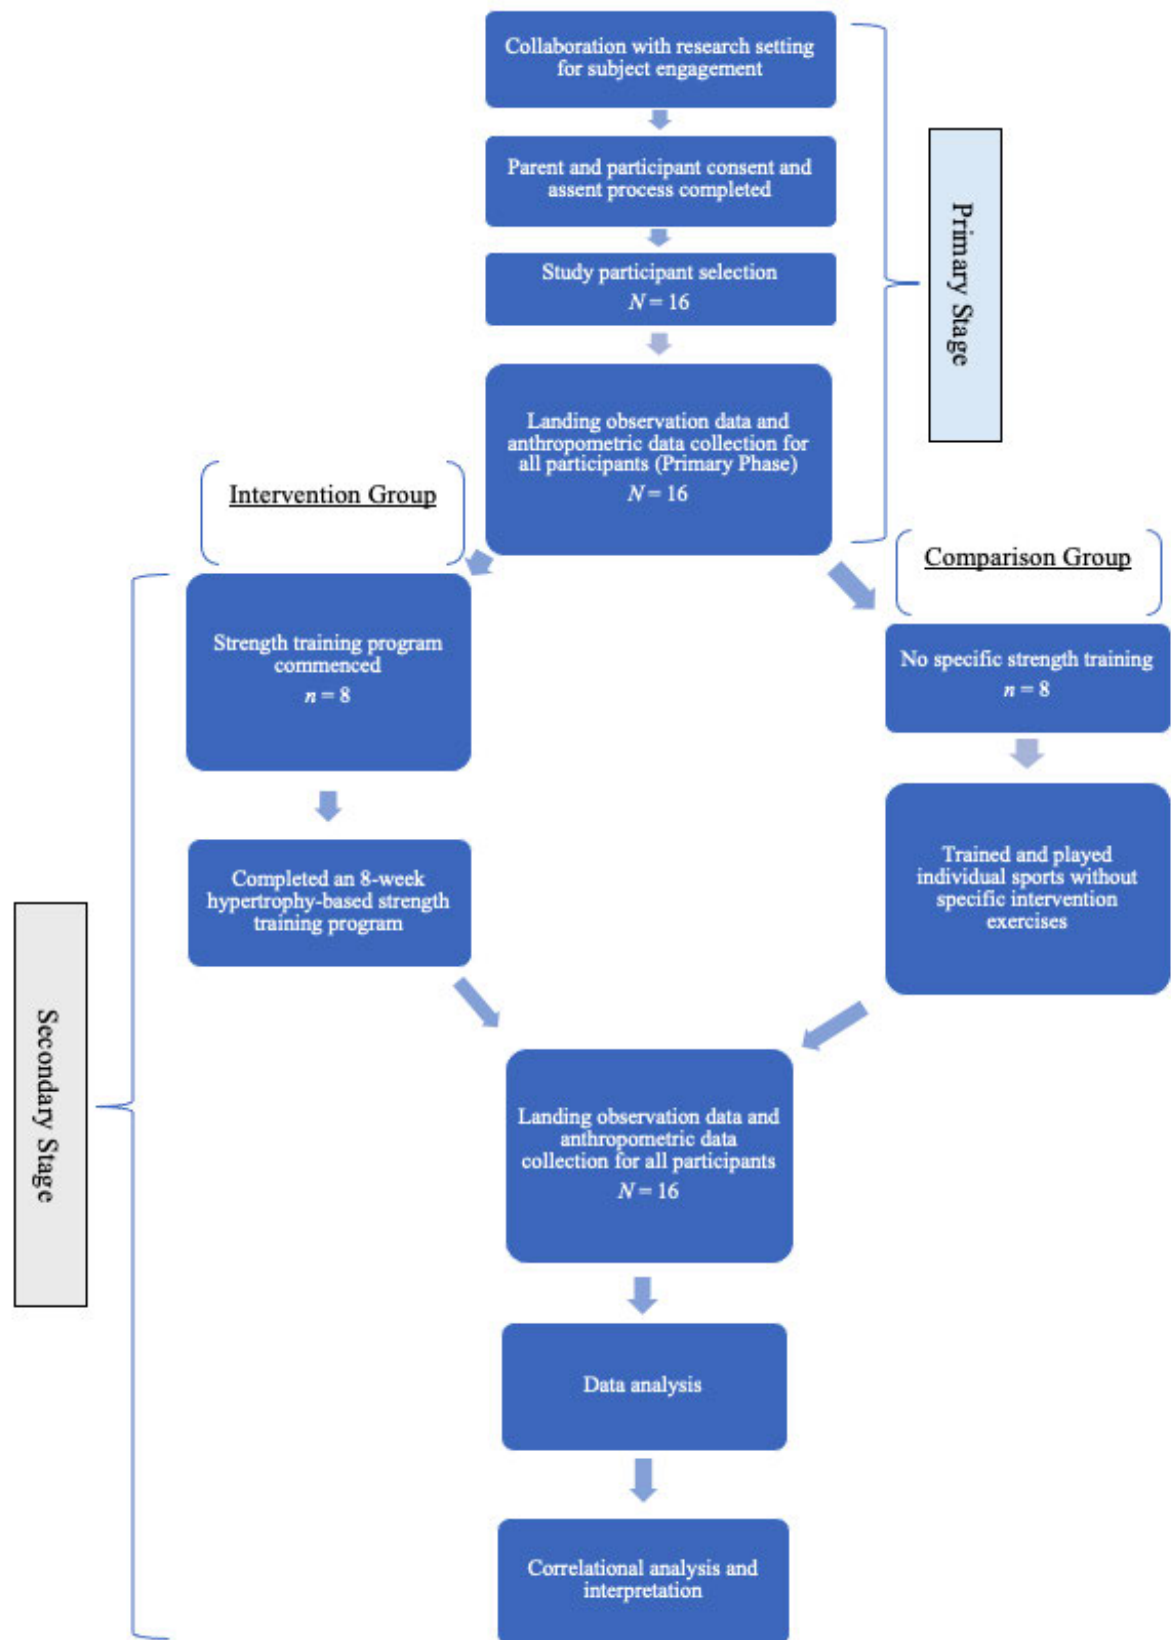 Collaboration with research setting
for subject engagement
Parent and participant consent and
assent process completed
Study participant selection
N = 16
Primary Stage
Landing observation data and
anthropometric data collection for
all participants (Primary Phase)
N = 16
Intervention Group
Comparison Group
Strength training program
commenced
n = 8
No specific strength training
n = 8
Completed an 8-week
hypertrophy-based strength
training program
Trained and played
individual sports without
specific intervention
exercises
Secondary Stage
Landing observation data and
anthropometric data
collection for all participants
N = 16
Data analysis
Correlational analysis and
interpretation